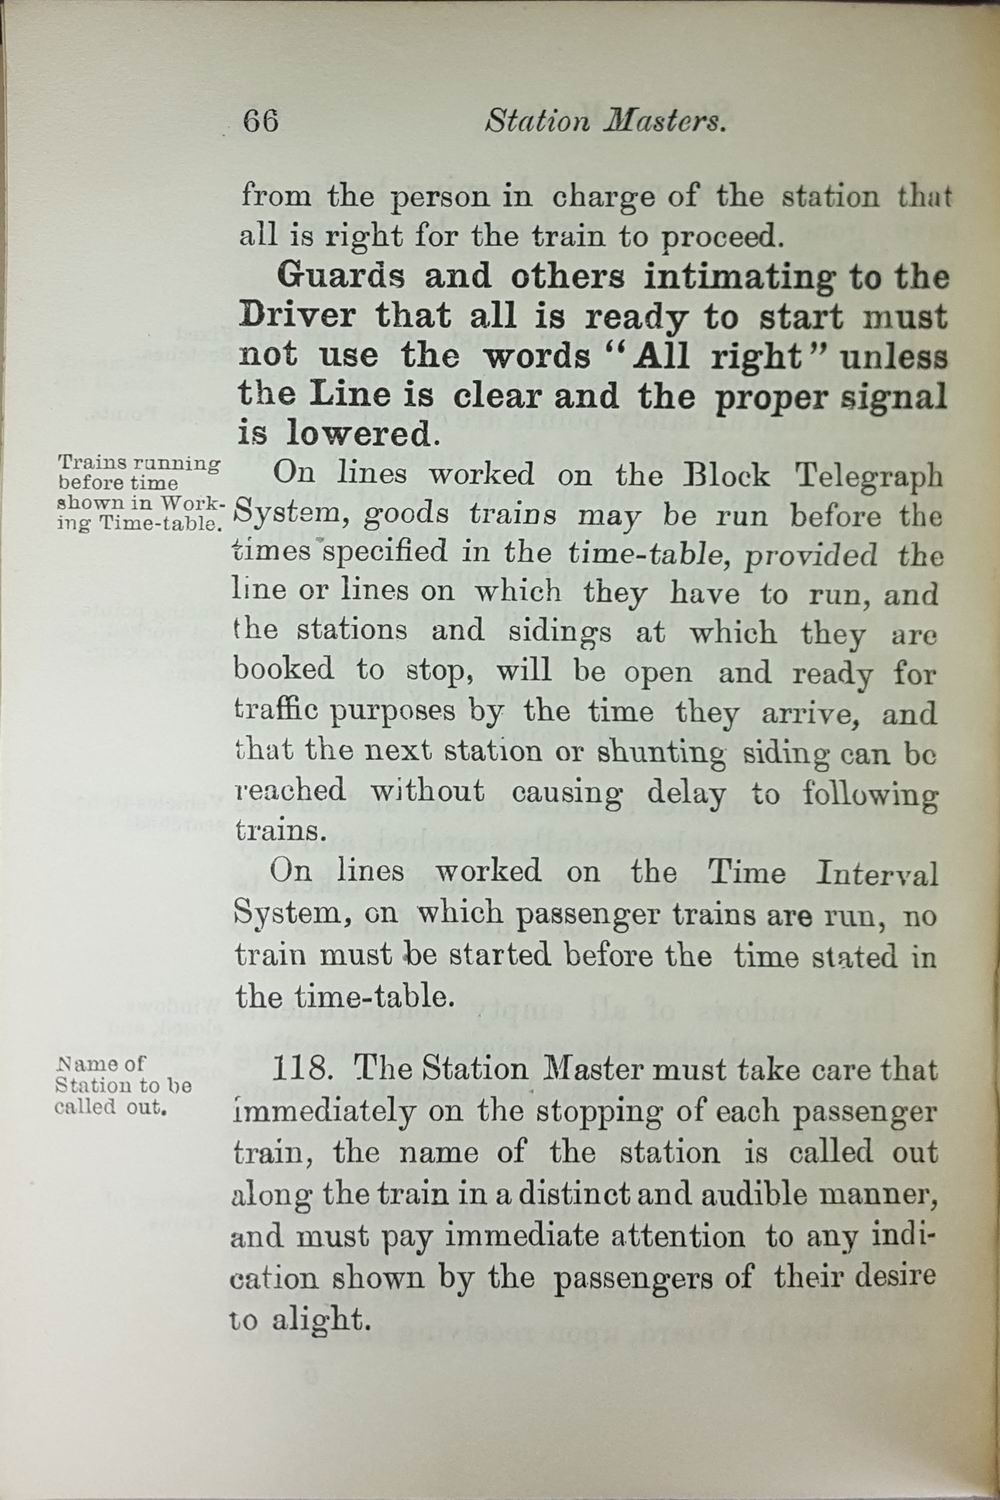 66
Station Masters.
from the person in charge of the station that
all is right for the train to proceed.
Guards and others intimating to the
Driver that all is ready to start must
not use the words “All right” unless
the Line is clear and the proper signal
is lowered.
Trains running
before time
shown in Work-
ing Time-table.
On lines worked on the Block Telegraph
System, goods trains may be run before the
times specified in the time-table, provided the
line or lines on which they have to run, and
the stations and sidings at which they are
booked to stop, will be open and ready for
traffic purposes by the time they arrive, and
that the next station or shunting siding can be
reached without causing delay to following
trains.
On lines worked on the Time Interval
System, on which passenger trains are run, no
train must be started before the time stated in
the time-table.
Name of
Station to be
called out.
118. The Station Master must take care that
immediately on the stopping of each passenger
train, the name of the station is called out
along the train in a distinct and audible manner,
and must pay immediate attention to any indi-
cation shown by the passengers of their desire
to alight.